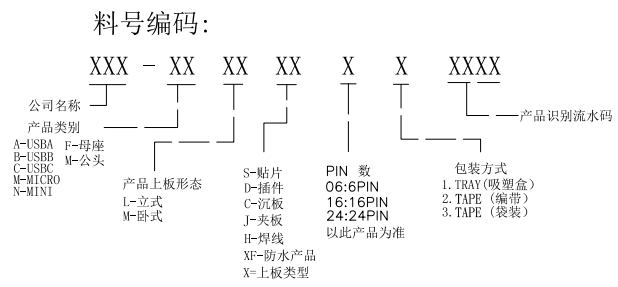 料号编码:
XXX - XX XX XX X X XXXX
公司名称
产品类别
A-USBA F-母座
B-USBB M-公头
C-USBC
M-MICRO
N-MINI
产品上板形态
L-立式
M-卧式
S-贴片
D-插件
C-沉板
J-夹板
H-焊线
XF-防水产品
X=上板类型
PIN 数
06:6PIN
16:16PIN
24:24PIN
以此产品为准
包装方式
1. TRAY(吸塑盒)
2. TAPE (编带)
3. TAPE (袋装)
产品识别流水码